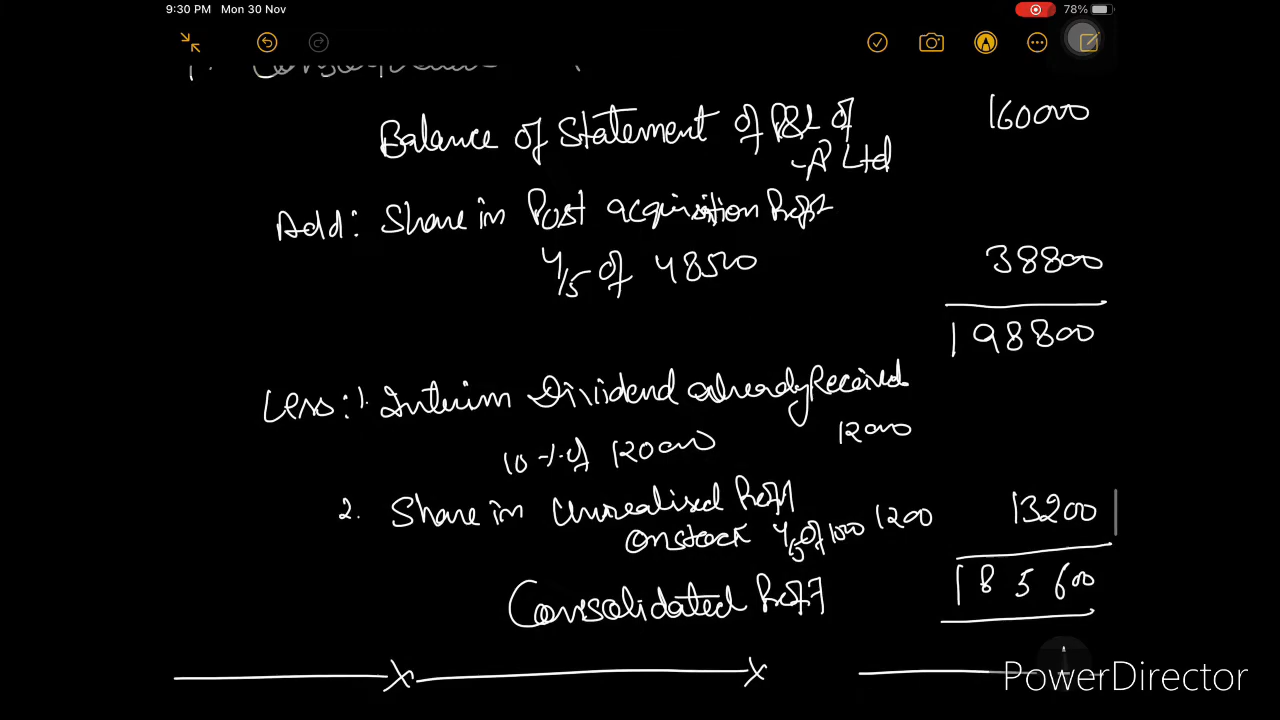 9:30 PM Mon 30 Nov 78%
Balance of Statement of P&L of 160000
- A Ltd
Add: Share in Post acquisition Profit
4/5 of 48500 38800
198800
Less: 1. Interim Dividend already Received
10% of 120000 12000
2. Share in Unrealised Profit
on stock 4/5 of 1200 13200
Consolidated Profit 185600
PowerDirector